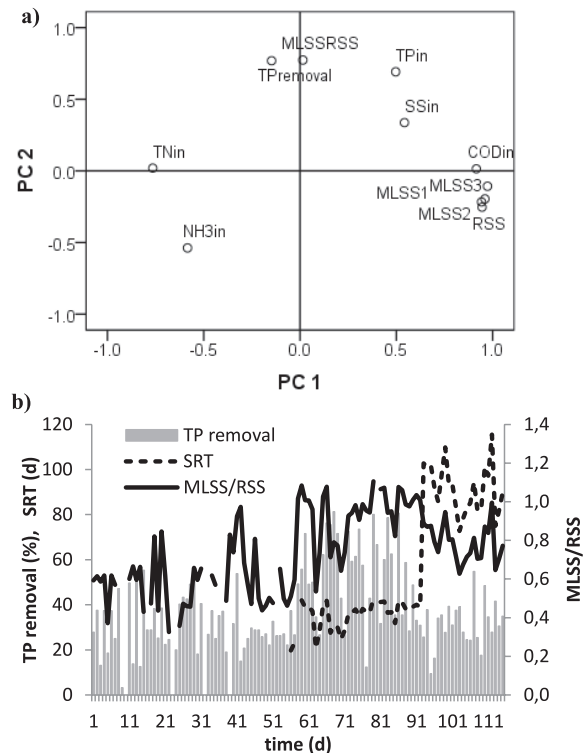 a)
1.0
0.5
0.0
-0.5
-1.0
PC 2
MLSSRSS
TPremoval
TPin
SSin
TNin
CODin
MLSS1
MLSS3
MLSS2
RSS
NH3in
-1.0 -0.5 0.0 0.5 1.0
PC 1
b)
TP removal (%), SRT (d)
120
100
80
60
40
20
0
TP removal
SRT
MLSS/RSS
1,4
1,2
1,0
0,8
0,6
0,4
0,2
0,0
MLSS/RSS
1 11 21 31 41 51 61 71 81 91 101 111
time (d)